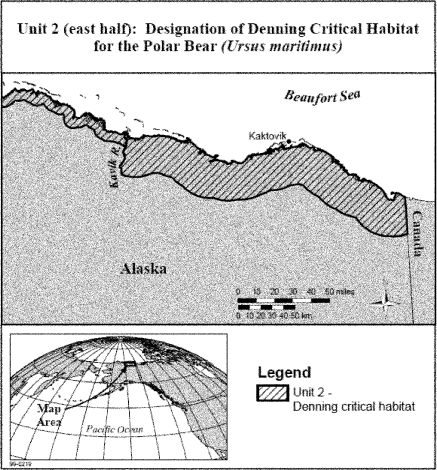 Unit 2 (east half):  Designation of Denning Critical Habitat
for the Polar Bear (Ursus maritimus)
Beaufort Sea
Kaktovik
Kavik R.
Canada
Alaska
0 10 20 30 40 50 miles
0 10 20 30 40 50 km
Map
Area
Pacific Ocean
Legend
Unit 2 -
Denning critical habitat